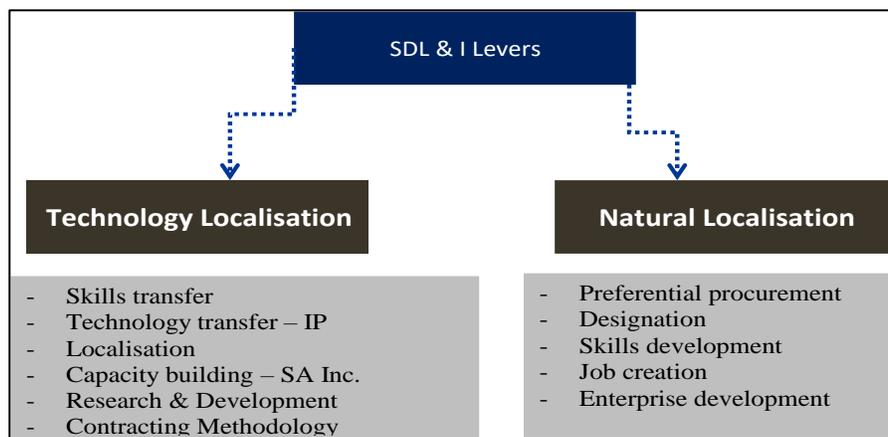 SDL & I Levers
Technology Localisation
- Skills transfer
- Technology transfer – IP
- Localisation
- Capacity building – SA Inc.
- Research & Development
- Contracting Methodology
Natural Localisation
- Preferential procurement
- Designation
- Skills development
- Job creation
- Enterprise development